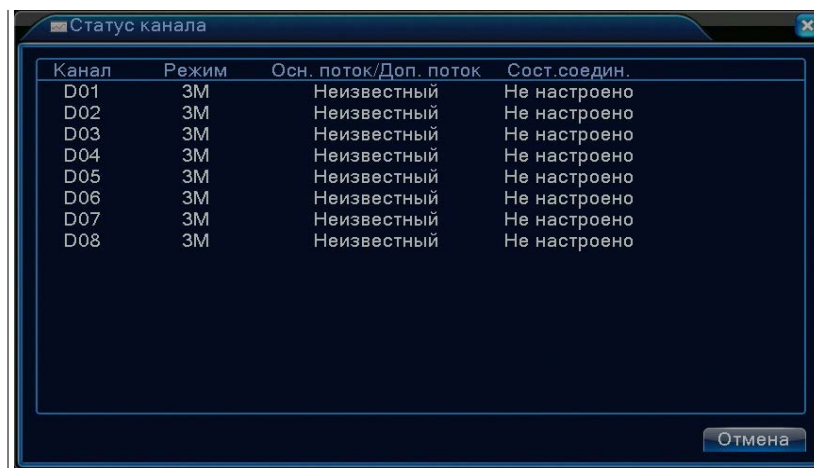 Статус канала
Канал Режим Осн. поток/Доп. поток Сост.соедин.
D01 3M Неизвестный Не настроено
D02 3M Неизвестный Не настроено
D03 3M Неизвестный Не настроено
D04 3M Неизвестный Не настроено
D05 3M Неизвестный Не настроено
D06 3M Неизвестный Не настроено
D07 3M Неизвестный Не настроено
D08 3M Неизвестный Не настроено
Отмена